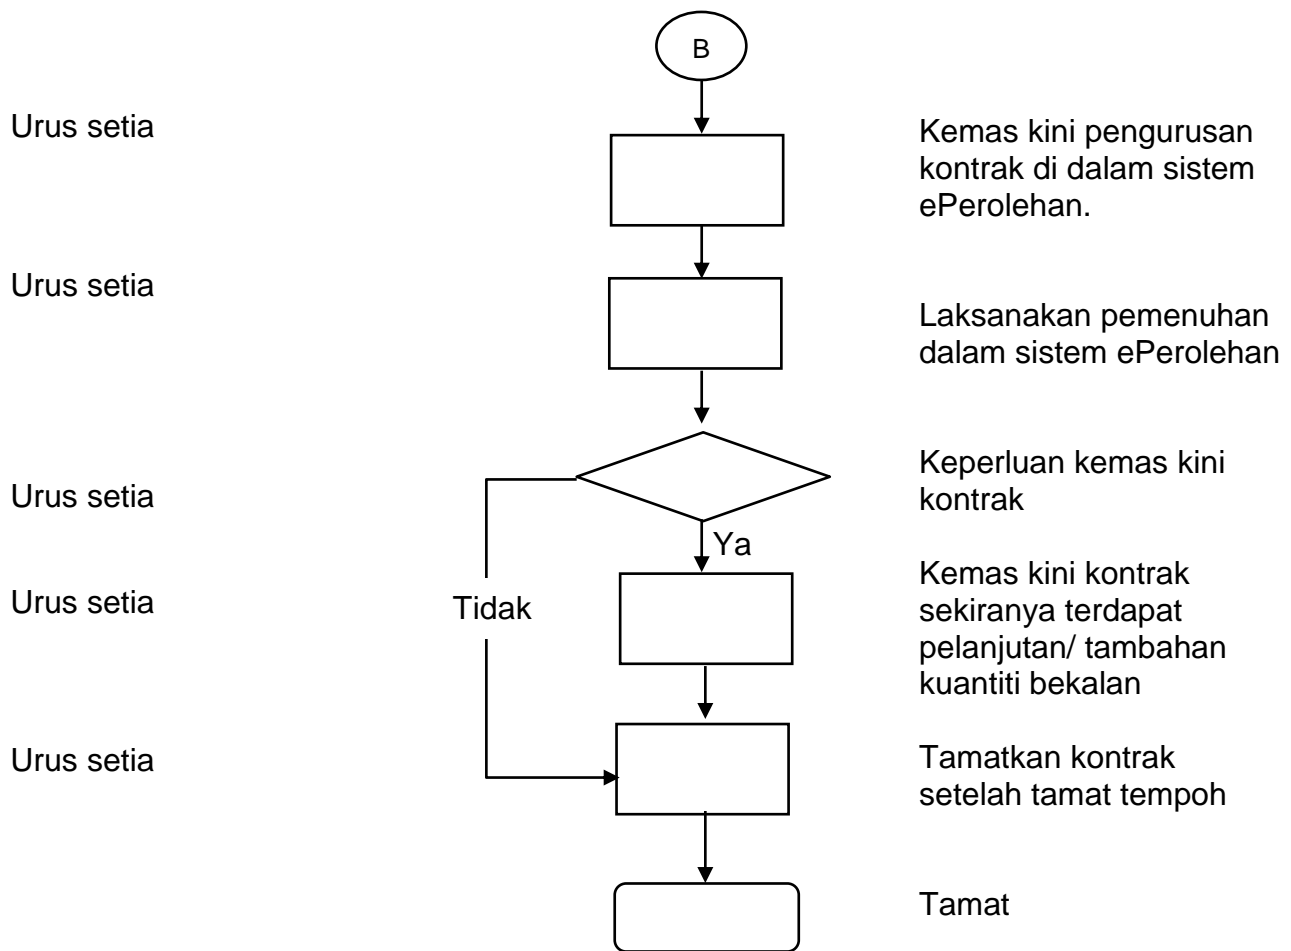 B
Urus setia
Kemas kini pengurusan
kontrak di dalam sistem
ePerolehan.
Urus setia
Laksanakan pemenuhan
dalam sistem ePerolehan
Urus setia
Keperluan kemas kini
kontrak
Ya
Urus setia
Tidak
Kemas kini kontrak
sekiranya terdapat
pelanjutan/ tambahan
kuantiti bekalan
Urus setia
Tamatkan kontrak
setelah tamat tempoh
Tamat